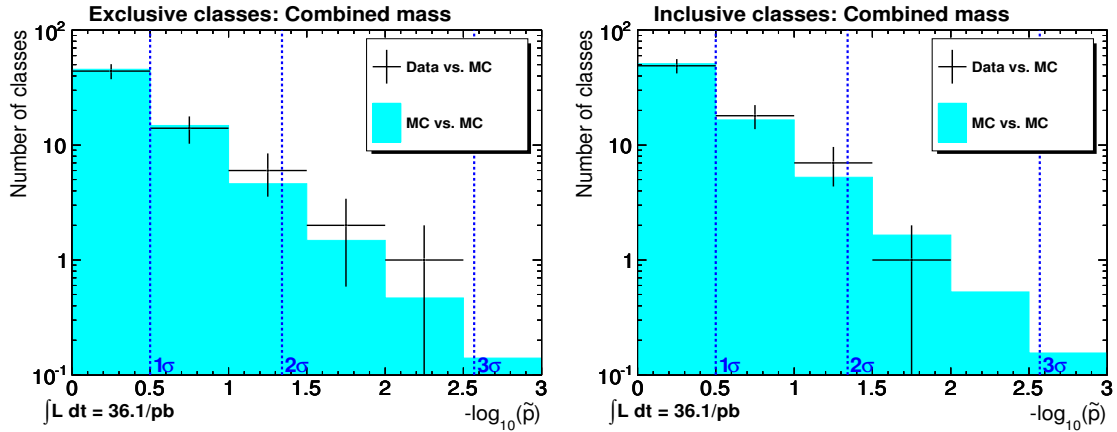 Exclusive classes: Combined mass
Number of classes
10²
10
1
10⁻¹
Data vs. MC
MC vs. MC
1σ
2σ
3σ
0 0.5 1 1.5 2 2.5 3
∫L dt = 36.1/pb
-log₁₀(p̃)
Inclusive classes: Combined mass
Number of classes
10²
10
1
10⁻¹
Data vs. MC
MC vs. MC
1σ
2σ
3σ
0 0.5 1 1.5 2 2.5 3
∫L dt = 36.1/pb
-log₁₀(p̃)